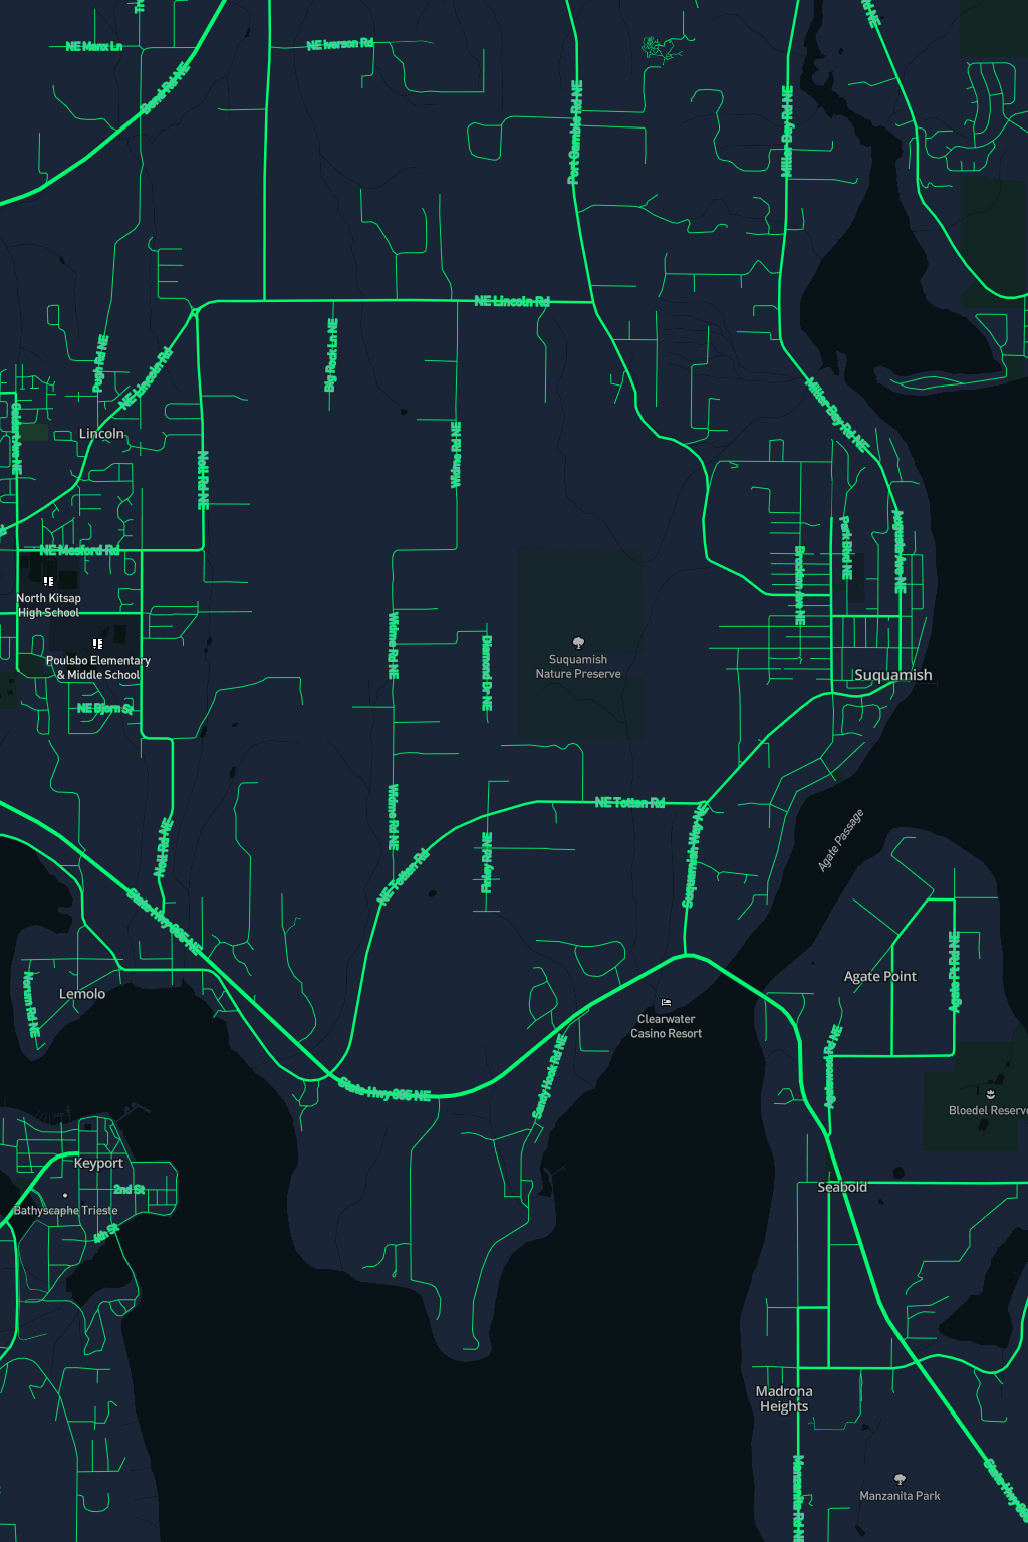 NE Manx Ln
NE Iverson Rd
Bond Rd NE
Port Gamble Rd NE
Miller Bay Rd NE
Rd NE
NE Lincoln Rd
Big Rock Ln NE
Pugh Rd NE
NE Lincoln Rd
Miller Bay Rd NE
Lincoln
Caldart Ave NE
Noll Rd NE
Widme Rd NE
NE Mesford Rd
Park Blvd NE
Augusta Ave NE
Brockton Ave NE
North Kitsap
High School
Poulsbo Elementary
& Middle School
Widme Rd NE
Diamond Dr NE
Suquamish
Nature Preserve
Suquamish
NE Bjorn St
NE Totten Rd
Widme Rd NE
Noll Rd NE
Finley Rd NE
NE Totten Rd
Suquamish Way NE
Agate Passage
State Hwy 305 NE
Agate Pt Rd NE
Agate Point
Lemolo
Norum Rd NE
Clearwater
Casino Resort
Sandy Hook Rd NE
Agatewood Rd NE
State Hwy 305 NE
Bloedel Reserve
Keyport
2nd St
Seabold
Bathyscaphe Trieste
4th St
Madrona
Heights
Manzanita Rd NE
State Hwy 30
Manzanita Park